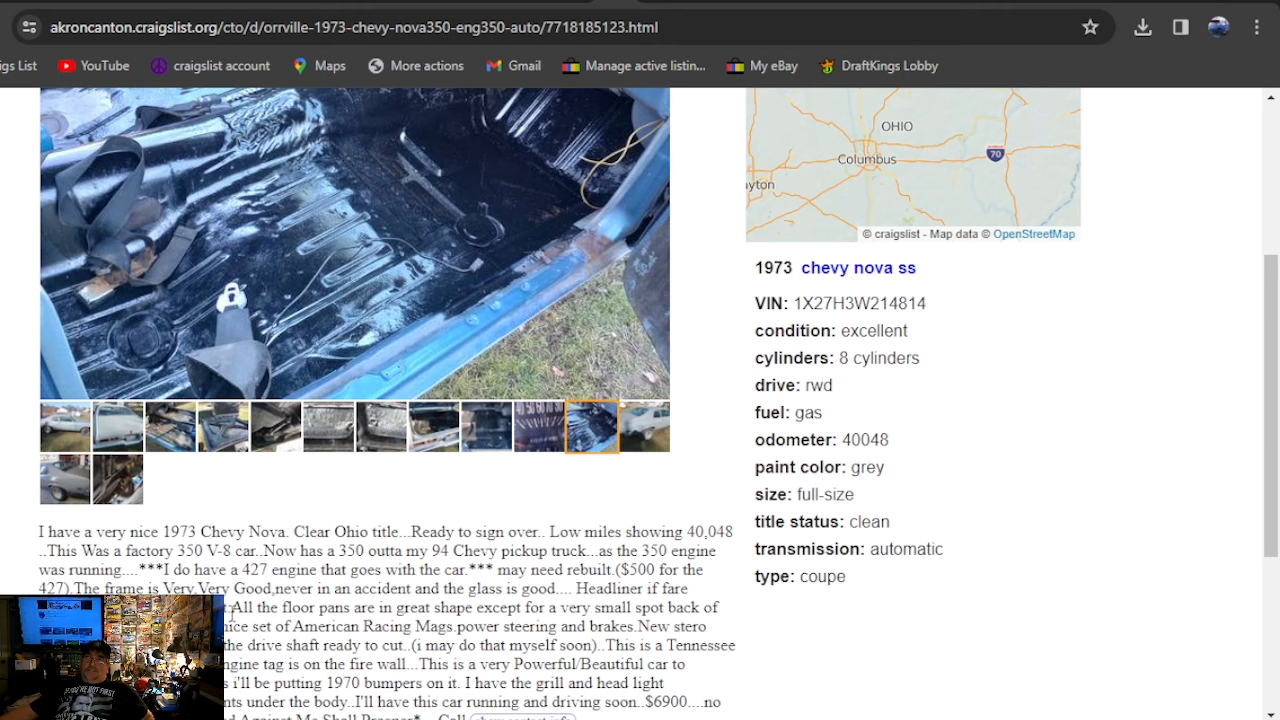 akroncanton.craigslist.org/cto/d/orrville-1973-chevy-nova350-eng350-auto/7718185123.html
igs List YouTube craigslist account Maps More actions Gmail Manage active listin... My eBay DraftKings Lobby
OHIO
70
Columbus
ayton
© craigslist - Map data © OpenStreetMap
1973 chevy nova ss
VIN: 1X27H3W214814
condition: excellent
cylinders: 8 cylinders
drive: rwd
fuel: gas
odometer: 40048
paint color: grey
size: full-size
title status: clean
transmission: automatic
type: coupe
I have a very nice 1973 Chevy Nova. Clear Ohio title...Ready to sign over.. Low miles showing 40,048
..This Was a factory 350 V-8 car..Now has a 350 outta my 94 Chevy pickup truck...as the 350 engine
was running....***I do have a 427 engine that goes with the car.*** may need rebuilt.($500 for the
427).The frame is Very,Very Good,never in an accident and the glass is good.... Headliner if fare
All the floor pans are in great shape except for a very small spot back of
nice set of American Racing Mags.power steering and brakes.New stero
the drive shaft ready to cut..(i may do that myself soon)..This is a Tennessee
ngine tag is on the fire wall...This is a very Powerful/Beautiful car to
s i'll be putting 1970 bumpers on it. I have the grill and head light
nts under the body..I'll have this car running and driving soon..$6900....no
d Against Me Shall Prosper*... Call show contact info